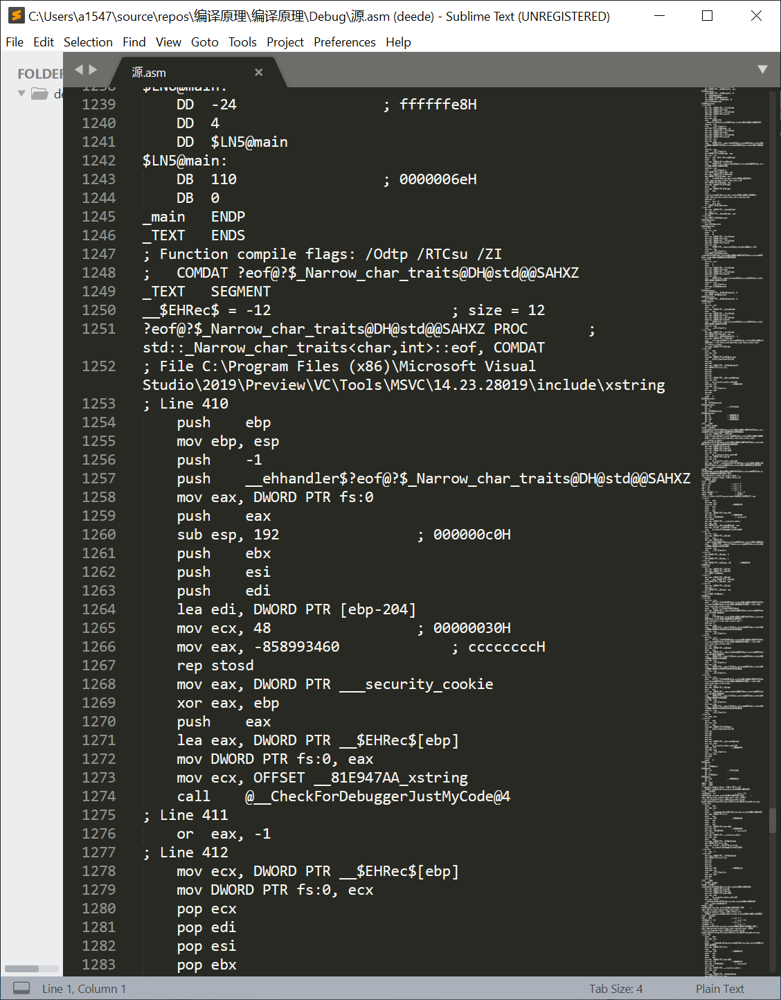 C:\Users\a1547\source\repos\编译原理\编译原理\Debug\源.asm (deede) - Sublime Text (UNREGISTERED)
File Edit Selection Find View Goto Tools Project Preferences Help
FOLDER
源.asm
de
1238 $LN6@main:
1239 DD -24 ; ffffffe8H
1240 DD 4
1241 DD $LN5@main
1242 $LN5@main:
1243 DB 110 ; 0000006eH
1244 DB 0
1245 _main ENDP
1246 _TEXT ENDS
1247 ; Function compile flags: /Odtp /RTCsu /ZI
1248 ; COMDAT ?eof@?$_Narrow_char_traits@DH@std@@SAHXZ
1249 _TEXT SEGMENT
1250 __$EHRec$ = -12 ; size = 12
1251 ?eof@?$_Narrow_char_traits@DH@std@@SAHXZ PROC ;
std::_Narrow_char_traits<char,int>::eof, COMDAT
1252 ; File C:\Program Files (x86)\Microsoft Visual
Studio\2019\Preview\VC\Tools\MSVC\14.23.28019\include\xstring
1253 ; Line 410
1254 push ebp
1255 mov ebp, esp
1256 push -1
1257 push __ehhandler$?eof@?$_Narrow_char_traits@DH@std@@SAHXZ
1258 mov eax, DWORD PTR fs:0
1259 push eax
1260 sub esp, 192 ; 000000c0H
1261 push ebx
1262 push esi
1263 push edi
1264 lea edi, DWORD PTR [ebp-204]
1265 mov ecx, 48 ; 00000030H
1266 mov eax, -858993460 ; ccccccccH
1267 rep stosd
1268 mov eax, DWORD PTR ___security_cookie
1269 xor eax, ebp
1270 push eax
1271 lea eax, DWORD PTR __$EHRec$[ebp]
1272 mov DWORD PTR fs:0, eax
1273 mov ecx, OFFSET __81E947AA_xstring
1274 call @__CheckForDebuggerJustMyCode@4
1275 ; Line 411
1276 or eax, -1
1277 ; Line 412
1278 mov ecx, DWORD PTR __$EHRec$[ebp]
1279 mov DWORD PTR fs:0, ecx
1280 pop ecx
1281 pop edi
1282 pop esi
1283 pop ebx
Line 1, Column 1 Tab Size: 4 Plain Text